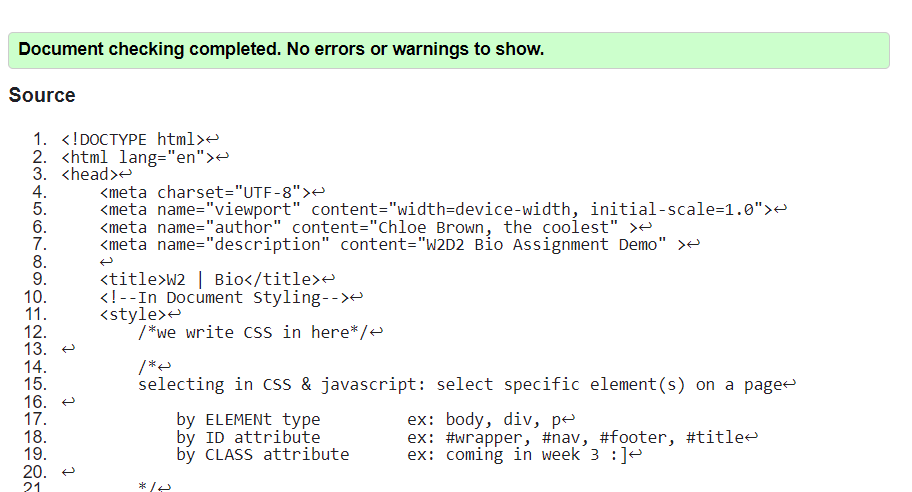 Document checking completed. No errors or warnings to show.
Source
1. <!DOCTYPE html>↩
2. <html lang="en">↩
3. <head>↩
4.     <meta charset="UTF-8">↩
5.     <meta name="viewport" content="width=device-width, initial-scale=1.0">↩
6.     <meta name="author" content="Chloe Brown, the coolest" >↩
7.     <meta name="description" content="W2D2 Bio Assignment Demo" >↩
8.     ↩
9.     <title>W2 | Bio</title>↩
10.     <!--In Document Styling-->↩
11.     <style>↩
12.         /*we write CSS in here*/↩
13. ↩
14.         /*↩
15.         selecting in CSS & javascript: select specific element(s) on a page↩
16. ↩
17.             by ELEMENt type         ex: body, div, p↩
18.             by ID attribute         ex: #wrapper, #nav, #footer, #title↩
19.             by CLASS attribute      ex: coming in week 3 :]↩
20. ↩
21         */↩